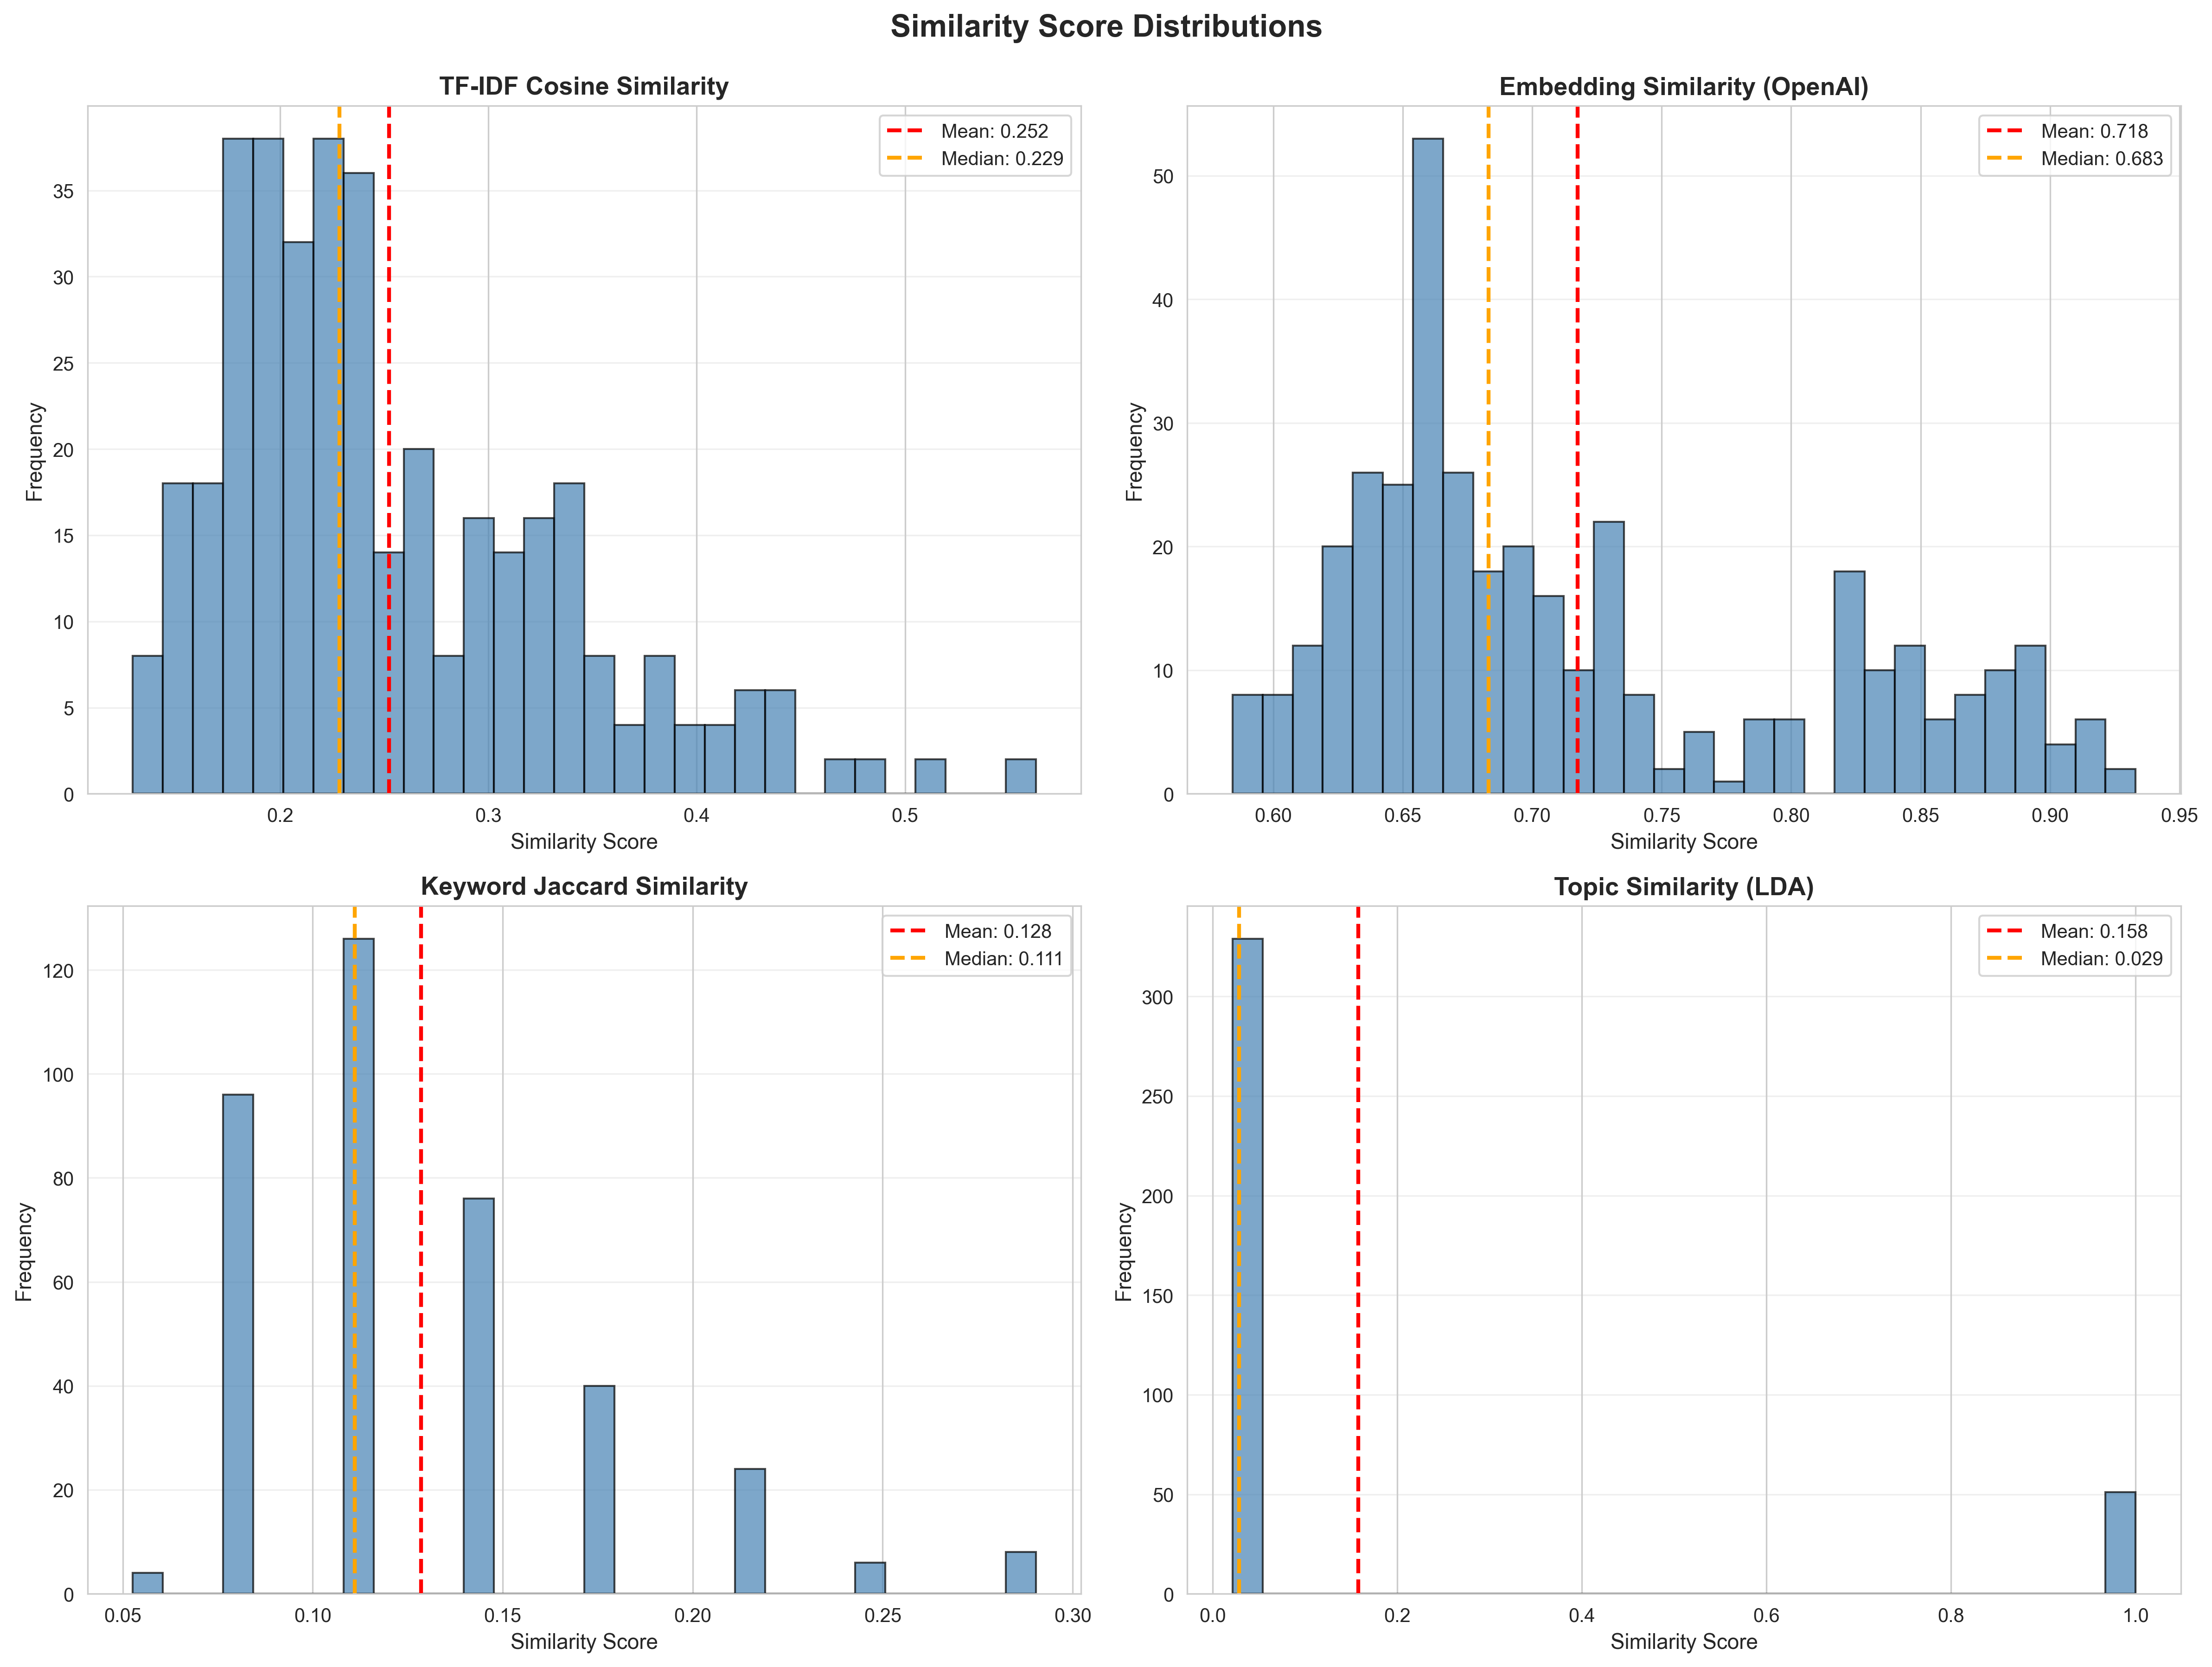 Similarity Score Distributions
TF-IDF Cosine Similarity
Mean: 0.252
Median: 0.229
Frequency
35
30
25
20
15
10
5
0
0.2 0.3 0.4 0.5
Similarity Score
Embedding Similarity (OpenAI)
Mean: 0.718
Median: 0.683
Frequency
50
40
30
20
10
0
0.60 0.65 0.70 0.75 0.80 0.85 0.90 0.95
Similarity Score
Keyword Jaccard Similarity
Mean: 0.128
Median: 0.111
Frequency
120
100
80
60
40
20
0
0.05 0.10 0.15 0.20 0.25 0.30
Similarity Score
Topic Similarity (LDA)
Mean: 0.158
Median: 0.029
Frequency
300
250
200
150
100
50
0
0.0 0.2 0.4 0.6 0.8 1.0
Similarity Score